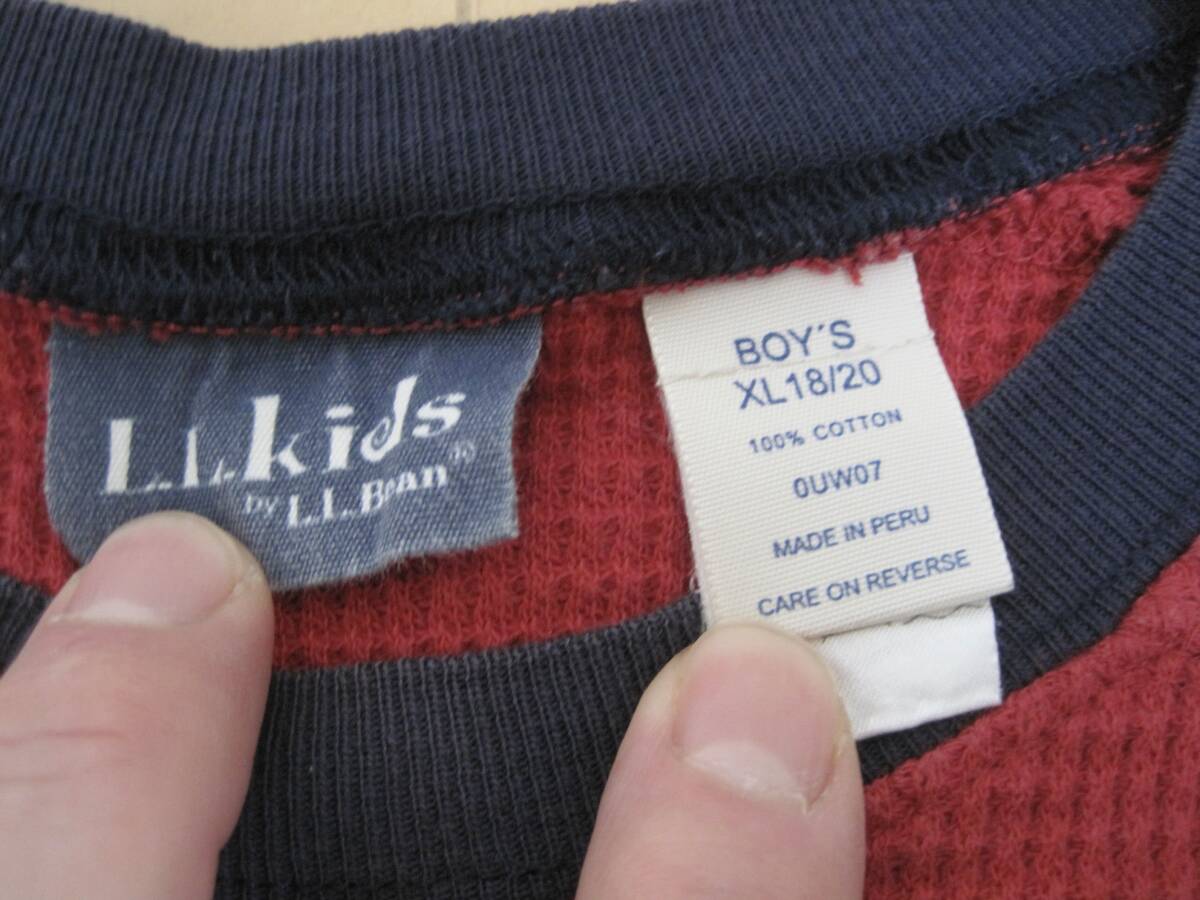 L.L.kids
by L.L.Bean®
BOY´S
XL18/20
100% COTTON
0UW07
MADE IN PERU
CARE ON REVERSE